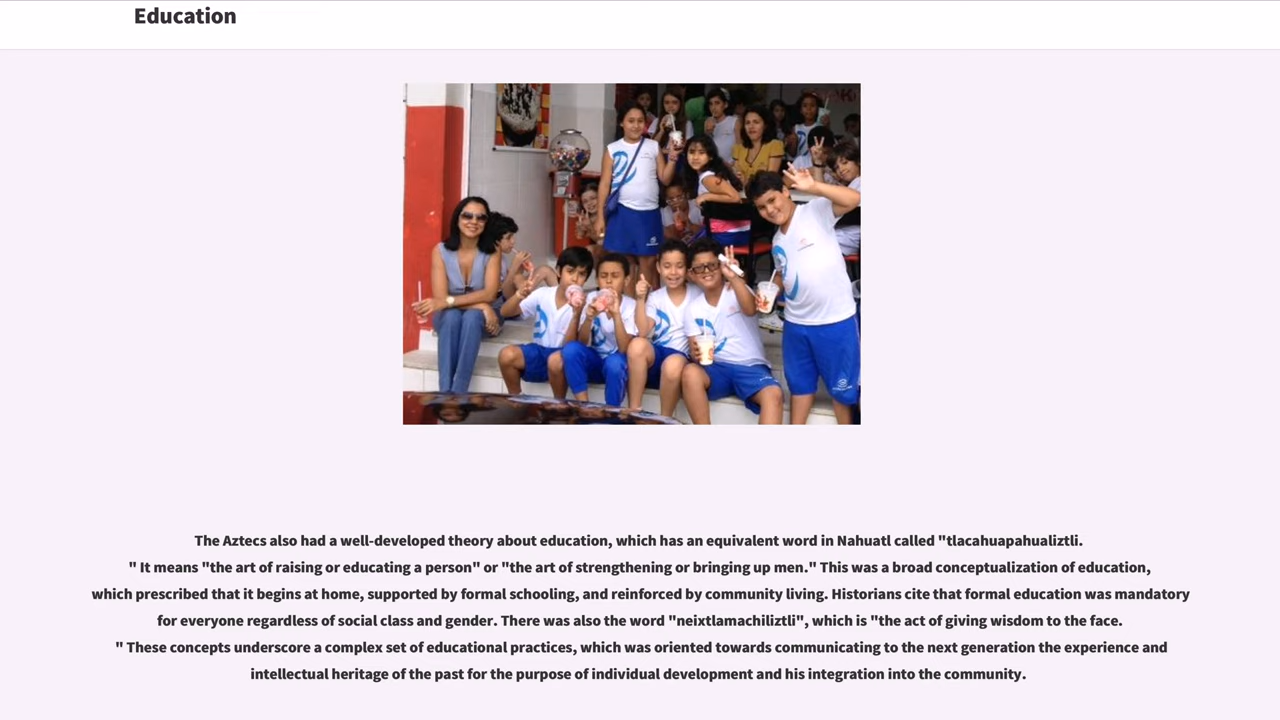 Education
The Aztecs also had a well-developed theory about education, which has an equivalent word in Nahuatl called "tlacahuapahualiztli.
" It means "the art of raising or educating a person" or "the art of strengthening or bringing up men." This was a broad conceptualization of education,
which prescribed that it begins at home, supported by formal schooling, and reinforced by community living. Historians cite that formal education was mandatory
for everyone regardless of social class and gender. There was also the word "neixtlamachiliztli", which is "the act of giving wisdom to the face.
" These concepts underscore a complex set of educational practices, which was oriented towards communicating to the next generation the experience and
intellectual heritage of the past for the purpose of individual development and his integration into the community.